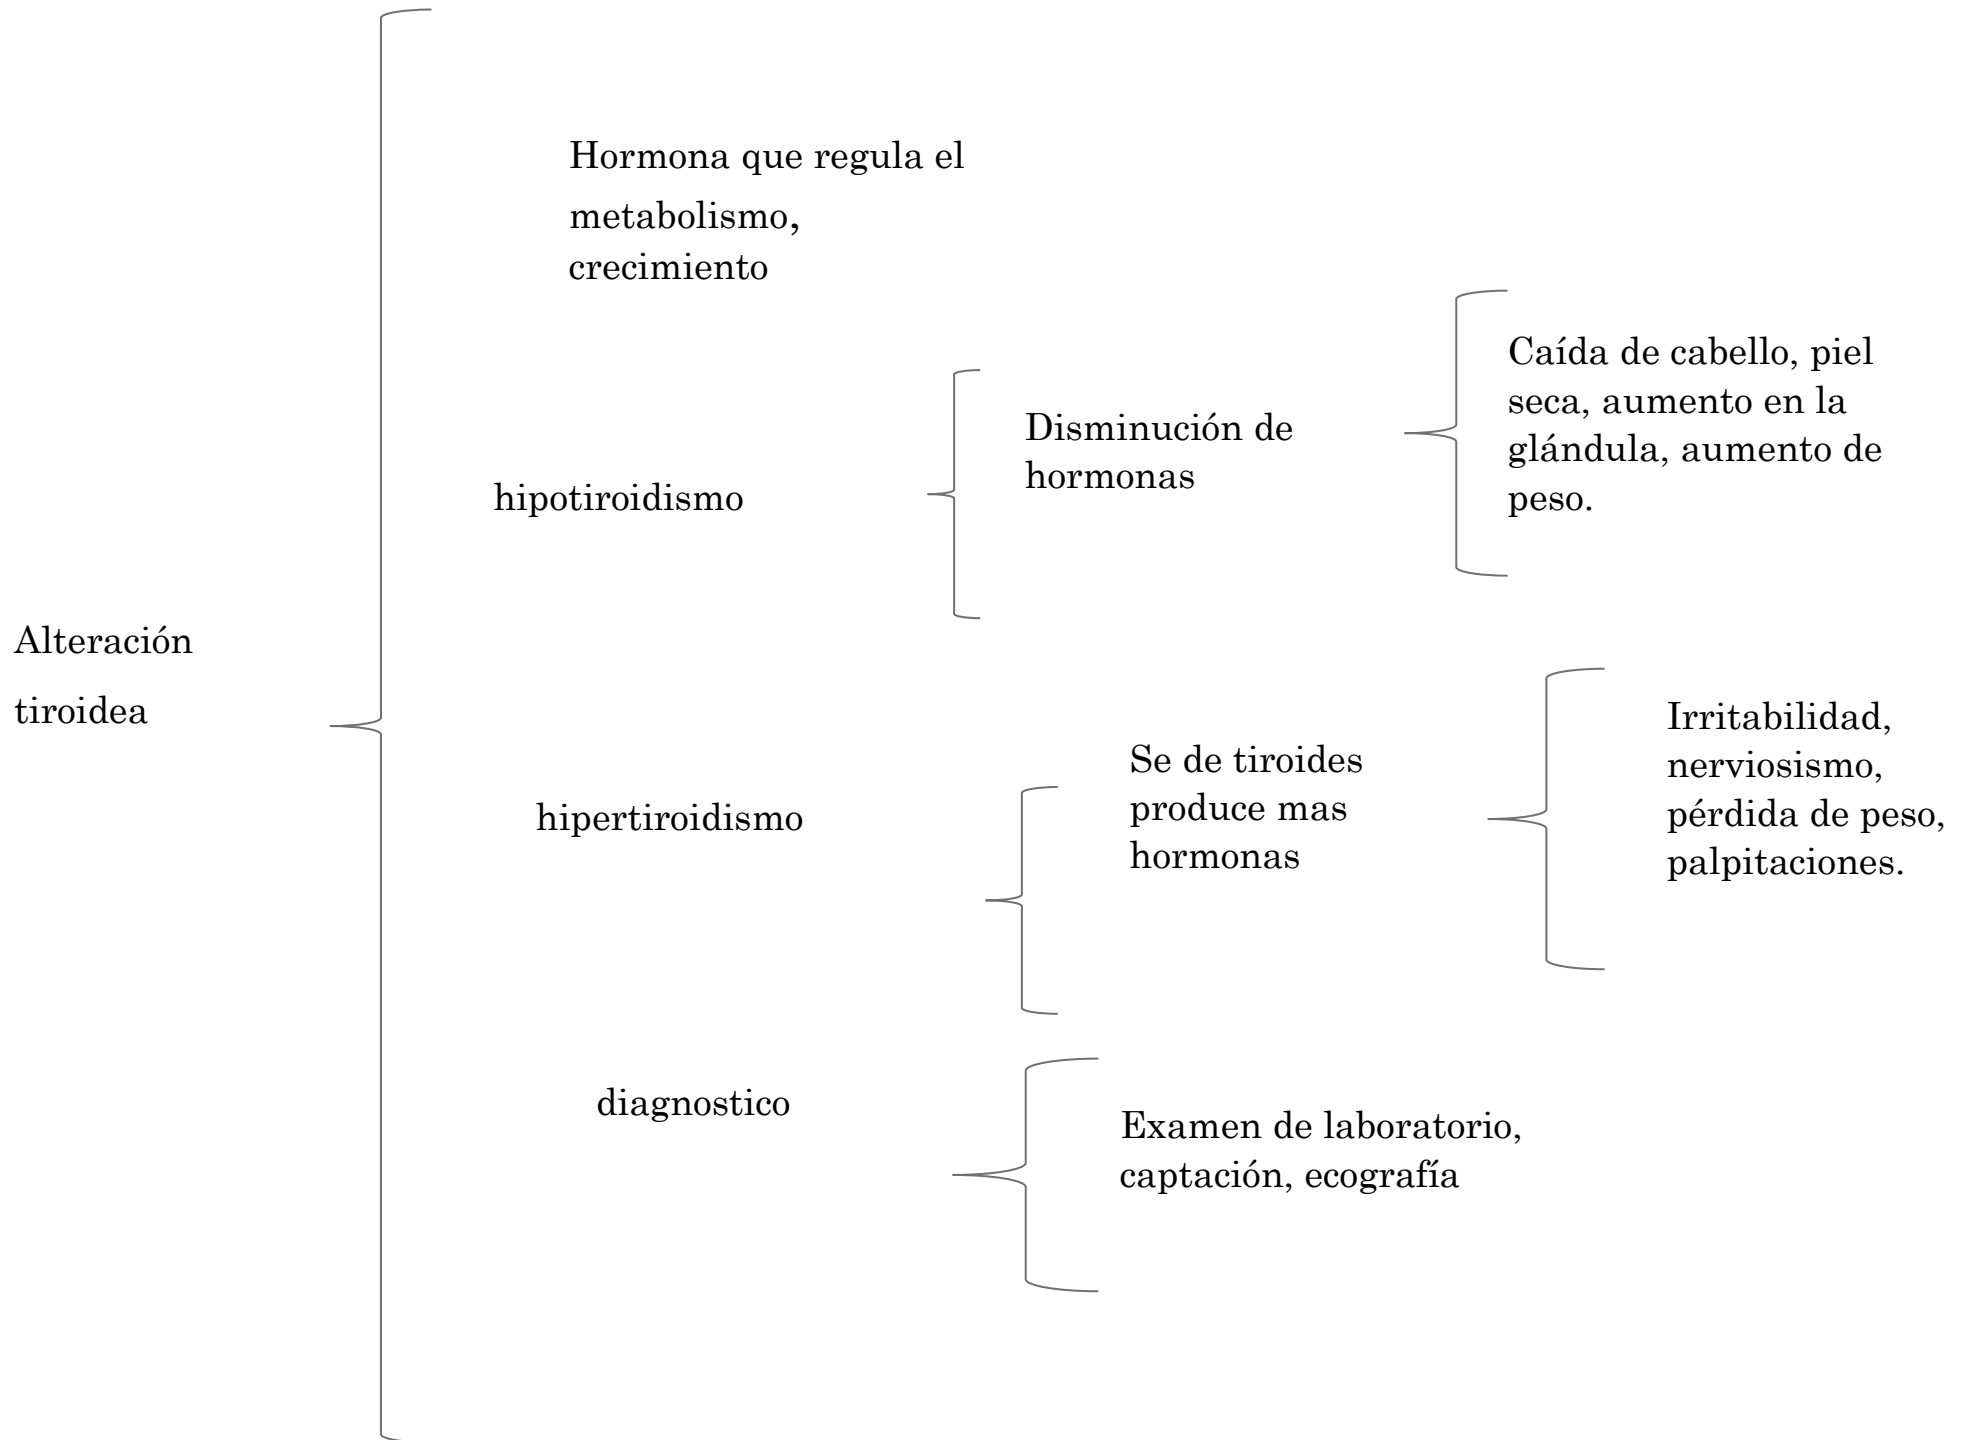 Hormona que regula el
metabolismo,
crecimiento
Caída de cabello, piel
seca, aumento en la
glándula, aumento de
peso.
Disminución de
hormonas
hipotiroidismo
Alteración
tiroidea
Irritabilidad,
nerviosismo,
pérdida de peso,
palpitaciones.
Se de tiroides
produce mas
hormonas
hipertiroidismo
diagnostico
Examen de laboratorio,
captación, ecografía